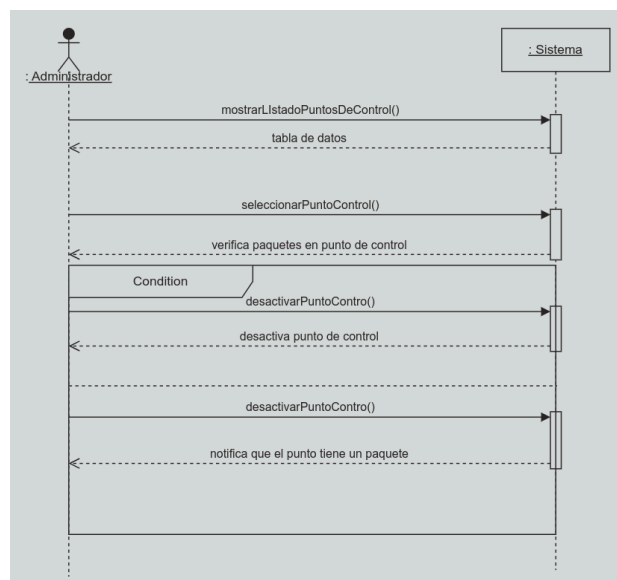 : Administrador
: Sistema
mostrarLIstadoPuntosDeControl()
tabla de datos
seleccionarPuntoControl()
verifica paquetes en punto de control
Condition
desactivarPuntoContro()
desactiva punto de control
desactivarPuntoContro()
notifica que el punto tiene un paquete